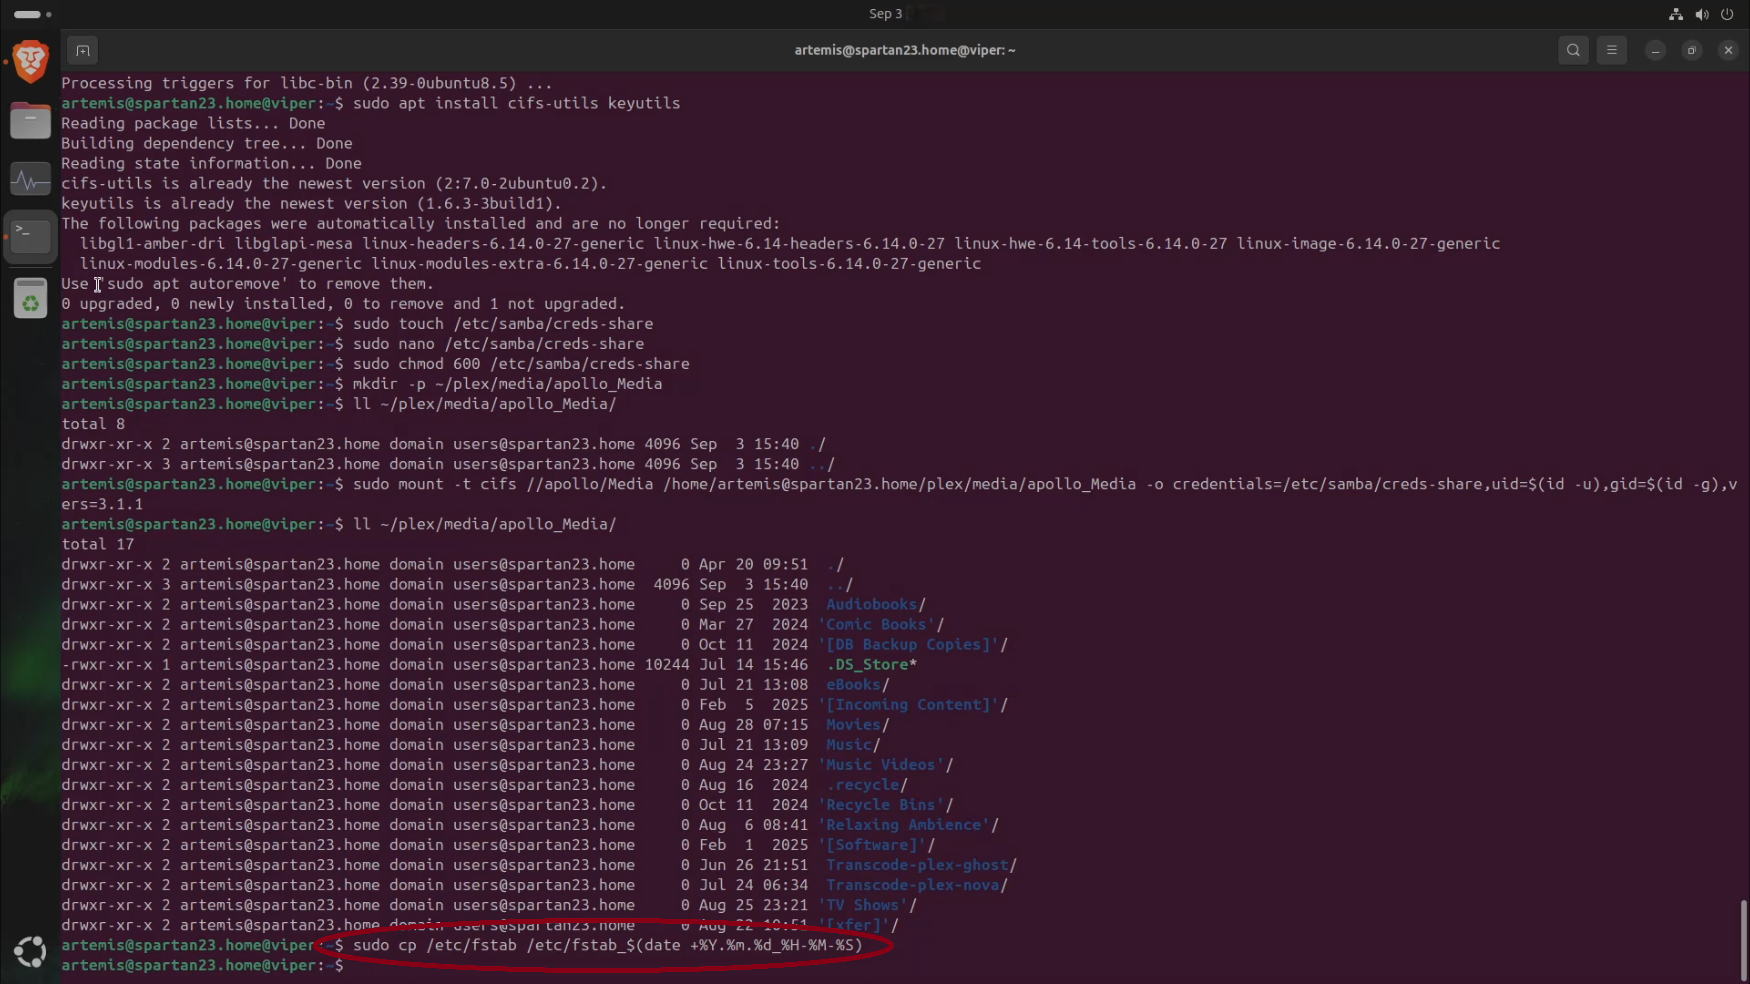 Sep 3
artemis@spartan23.home@viper: ~
Processing triggers for libc-bin (2.39-0ubuntu8.5) ...
artemis@spartan23.home@viper:~$ sudo apt install cifs-utils keyutils
Reading package lists... Done
Building dependency tree... Done
Reading state information... Done
cifs-utils is already the newest version (2:7.0-2ubuntu0.2).
keyutils is already the newest version (1.6.3-3build1).
The following packages were automatically installed and are no longer required:
  libgl1-amber-dri libglapi-mesa linux-headers-6.14.0-27-generic linux-hwe-6.14-headers-6.14.0-27 linux-hwe-6.14-tools-6.14.0-27 linux-image-6.14.0-27-generic
  linux-modules-6.14.0-27-generic linux-modules-extra-6.14.0-27-generic linux-tools-6.14.0-27-generic
Use 'sudo apt autoremove' to remove them.
0 upgraded, 0 newly installed, 0 to remove and 1 not upgraded.
artemis@spartan23.home@viper:~$ sudo touch /etc/samba/creds-share
artemis@spartan23.home@viper:~$ sudo nano /etc/samba/creds-share
artemis@spartan23.home@viper:~$ sudo chmod 600 /etc/samba/creds-share
artemis@spartan23.home@viper:~$ mkdir -p ~/plex/media/apollo_Media
artemis@spartan23.home@viper:~$ ll ~/plex/media/apollo_Media/
total 8
drwxr-xr-x 2 artemis@spartan23.home domain users@spartan23.home 4096 Sep  3 15:40 ./
drwxr-xr-x 3 artemis@spartan23.home domain users@spartan23.home 4096 Sep  3 15:40 ../
artemis@spartan23.home@viper:~$ sudo mount -t cifs //apollo/Media /home/artemis@spartan23.home/plex/media/apollo_Media -o credentials=/etc/samba/creds-share,uid=$(id -u),gid=$(id -g),v
ers=3.1.1
artemis@spartan23.home@viper:~$ ll ~/plex/media/apollo_Media/
total 17
drwxr-xr-x 2 artemis@spartan23.home domain users@spartan23.home     0 Apr 20 09:51  ./
drwxr-xr-x 3 artemis@spartan23.home domain users@spartan23.home  4096 Sep  3 15:40  ../
drwxr-xr-x 2 artemis@spartan23.home domain users@spartan23.home     0 Sep 25  2023  Audiobooks/
drwxr-xr-x 2 artemis@spartan23.home domain users@spartan23.home     0 Mar 27  2024 'Comic Books'/
drwxr-xr-x 2 artemis@spartan23.home domain users@spartan23.home     0 Oct 11  2024 '[DB Backup Copies]'/
-rwxr-xr-x 1 artemis@spartan23.home domain users@spartan23.home 10244 Jul 14 15:46  .DS_Store*
drwxr-xr-x 2 artemis@spartan23.home domain users@spartan23.home     0 Jul 21 13:08  eBooks/
drwxr-xr-x 2 artemis@spartan23.home domain users@spartan23.home     0 Feb  5  2025 '[Incoming Content]'/
drwxr-xr-x 2 artemis@spartan23.home domain users@spartan23.home     0 Aug 28 07:15  Movies/
drwxr-xr-x 2 artemis@spartan23.home domain users@spartan23.home     0 Jul 21 13:09  Music/
drwxr-xr-x 2 artemis@spartan23.home domain users@spartan23.home     0 Aug 24 23:27 'Music Videos'/
drwxr-xr-x 2 artemis@spartan23.home domain users@spartan23.home     0 Aug 16  2024  .recycle/
drwxr-xr-x 2 artemis@spartan23.home domain users@spartan23.home     0 Oct 11  2024 'Recycle Bins'/
drwxr-xr-x 2 artemis@spartan23.home domain users@spartan23.home     0 Aug  6 08:41 'Relaxing Ambience'/
drwxr-xr-x 2 artemis@spartan23.home domain users@spartan23.home     0 Feb  1  2025 '[Software]'/
drwxr-xr-x 2 artemis@spartan23.home domain users@spartan23.home     0 Jun 26 21:51  Transcode-plex-ghost/
drwxr-xr-x 2 artemis@spartan23.home domain users@spartan23.home     0 Jul 24 06:34  Transcode-plex-nova/
drwxr-xr-x 2 artemis@spartan23.home domain users@spartan23.home     0 Aug 25 23:21 'TV Shows'/
drwxr-xr-x 2 artemis@spartan23.home domain users@spartan23.home     0 Aug 22 10:51 '[xfer]'/
artemis@spartan23.home@viper:~$ sudo cp /etc/fstab /etc/fstab_$(date +%Y.%m.%d_%H-%M-%S)
artemis@spartan23.home@viper:~$